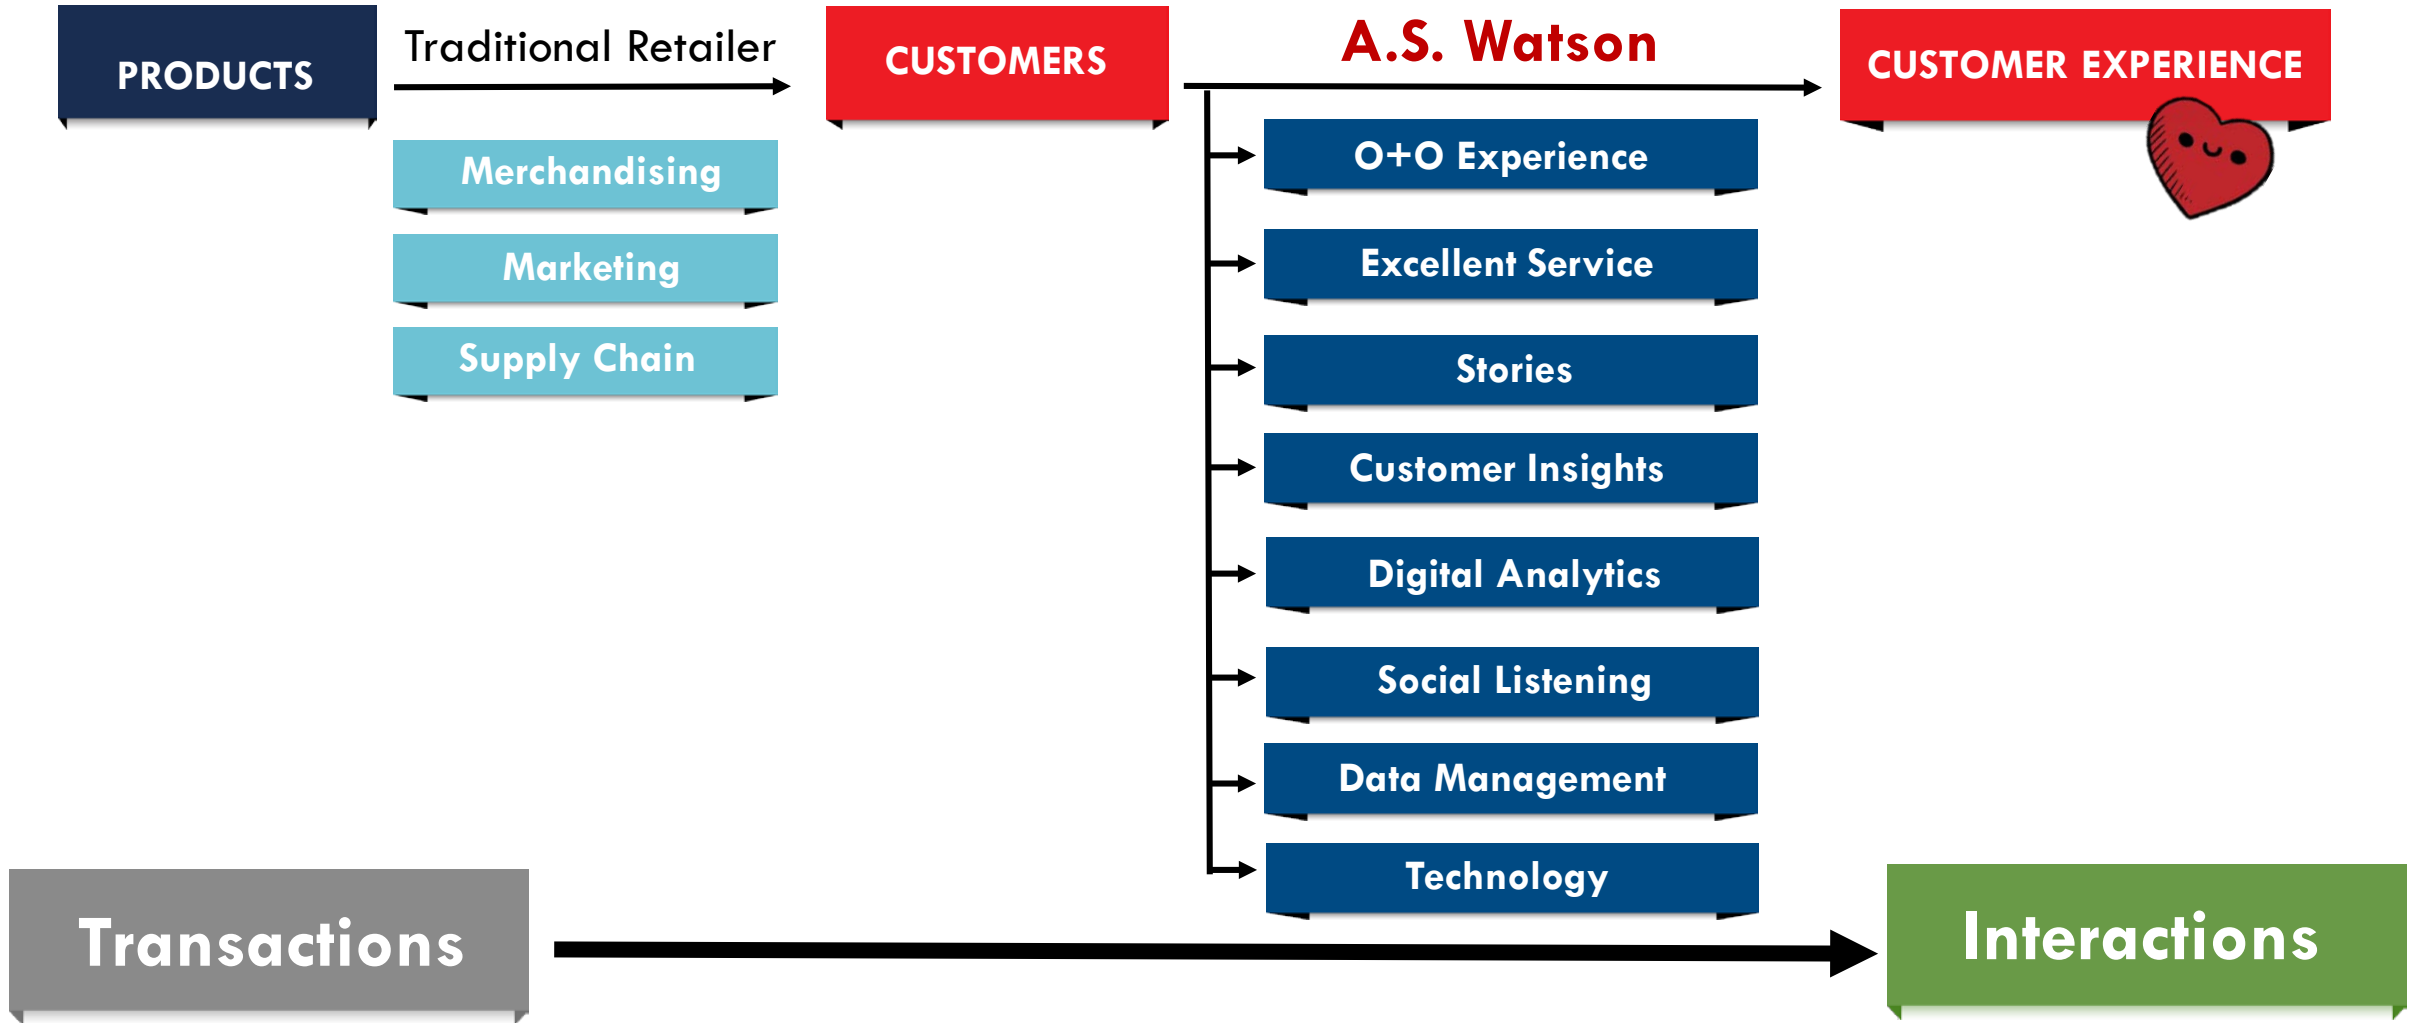 PRODUCTS
Traditional Retailer
CUSTOMERS
A.S. Watson
CUSTOMER EXPERIENCE
Merchandising
Marketing
Supply Chain
O+O Experience
Excellent Service
Stories
Customer Insights
Digital Analytics
Social Listening
Data Management
Technology
Transactions
Interactions